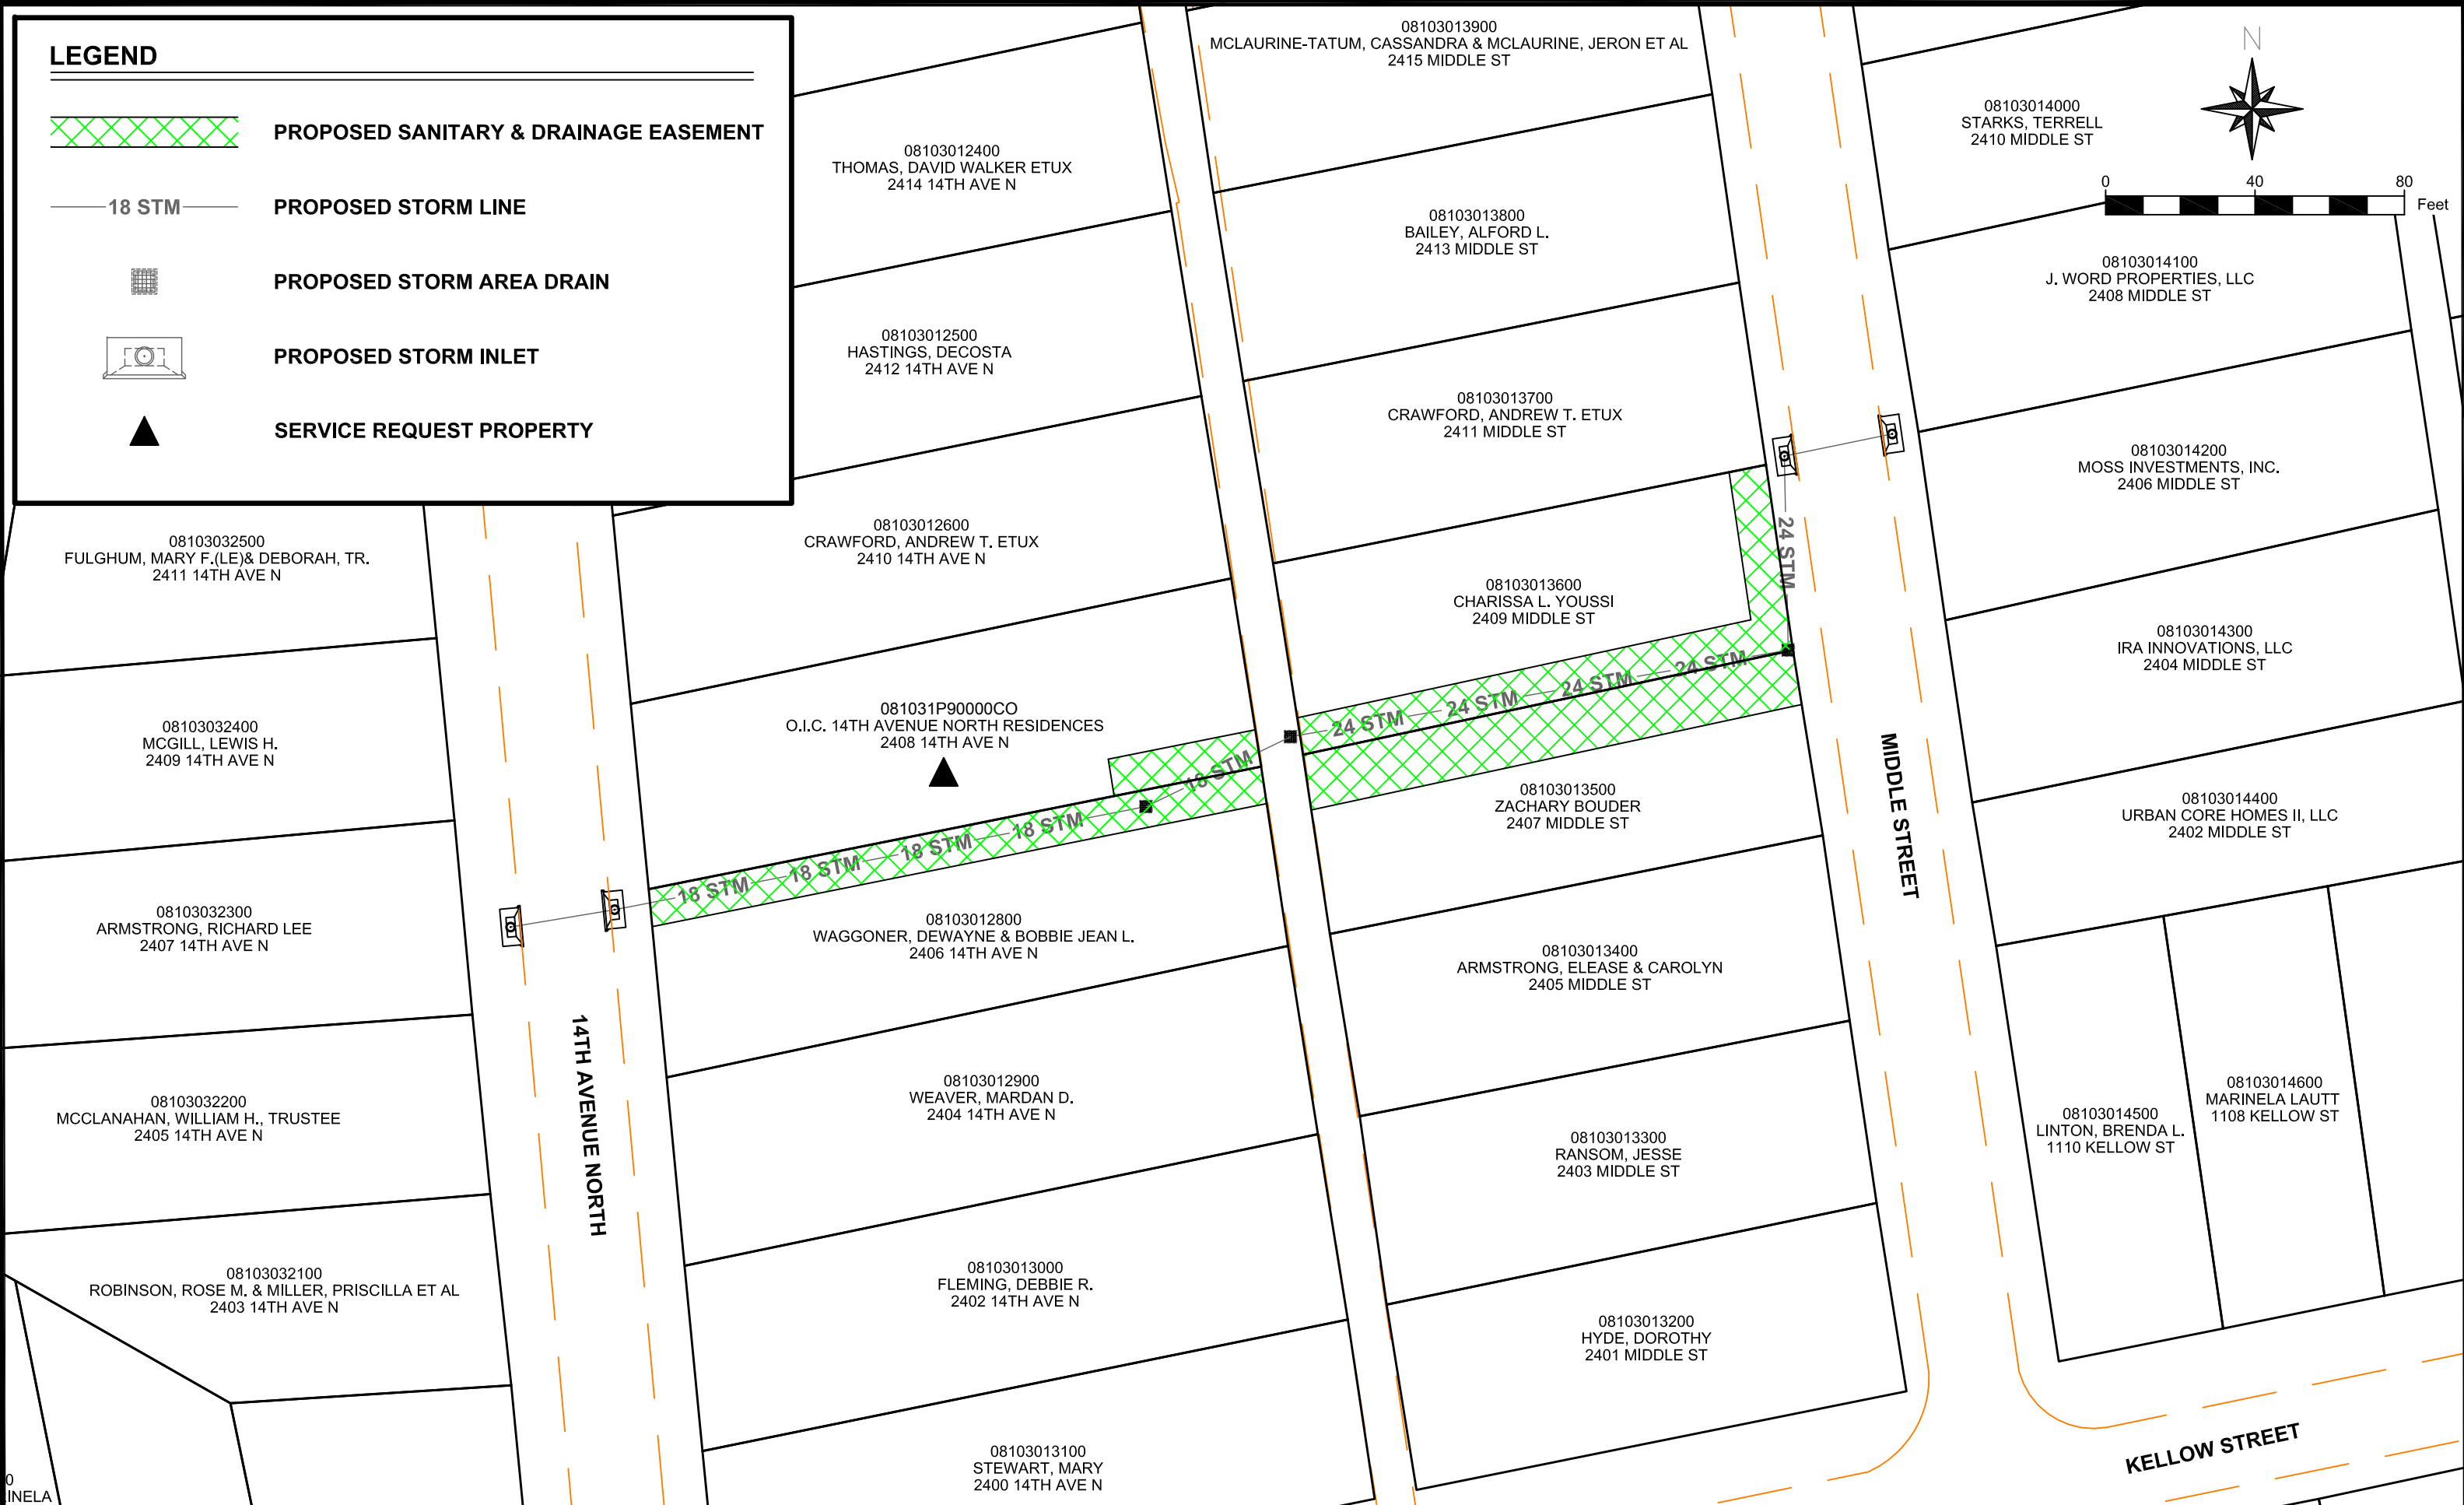 LEGEND
PROPOSED SANITARY & DRAINAGE EASEMENT
18 STM
PROPOSED STORM LINE
PROPOSED STORM AREA DRAIN
PROPOSED STORM INLET
SERVICE REQUEST PROPERTY
08103013900
MCLAURINE-TATUM, CASSANDRA & MCLAURINE, JERON ET AL
2415 MIDDLE ST
N
0 40 80
Feet
08103014000
STARKS, TERRELL
2410 MIDDLE ST
08103012400
THOMAS, DAVID WALKER ETUX
2414 14TH AVE N
08103013800
BAILEY, ALFORD L.
2413 MIDDLE ST
08103014100
J. WORD PROPERTIES, LLC
2408 MIDDLE ST
08103012500
HASTINGS, DECOSTA
2412 14TH AVE N
08103013700
CRAWFORD, ANDREW T. ETUX
2411 MIDDLE ST
08103014200
MOSS INVESTMENTS, INC.
2406 MIDDLE ST
08103032500
FULGHUM, MARY F.(LE)& DEBORAH, TR.
2411 14TH AVE N
08103012600
CRAWFORD, ANDREW T. ETUX
2410 14TH AVE N
24 STM
08103013600
CHARISSA L. YOUSSI
2409 MIDDLE ST
08103014300
IRA INNOVATIONS, LLC
2404 MIDDLE ST
08103032400
MCGILL, LEWIS H.
2409 14TH AVE N
081031P90000CO
O.I.C. 14TH AVENUE NORTH RESIDENCES
2408 14TH AVE N
24 STM
24 STM
24 STM
24 STM
18 STM
18 STM
18 STM
18 STM
18 STM
08103013500
ZACHARY BOUDER
2407 MIDDLE ST
MIDDLE STREET
08103014400
URBAN CORE HOMES II, LLC
2402 MIDDLE ST
08103032300
ARMSTRONG, RICHARD LEE
2407 14TH AVE N
08103012800
WAGGONER, DEWAYNE & BOBBIE JEAN L.
2406 14TH AVE N
08103013400
ARMSTRONG, ELEASE & CAROLYN
2405 MIDDLE ST
08103032200
MCCLANAHAN, WILLIAM H., TRUSTEE
2405 14TH AVE N
14TH AVENUE NORTH
08103012900
WEAVER, MARDAN D.
2404 14TH AVE N
08103013300
RANSOM, JESSE
2403 MIDDLE ST
08103014500
LINTON, BRENDA L.
1110 KELLOW ST
08103014600
MARINELA LAUTT
1108 KELLOW ST
08103032100
ROBINSON, ROSE M. & MILLER, PRISCILLA ET AL
2403 14TH AVE N
08103013000
FLEMING, DEBBIE R.
2402 14TH AVE N
08103013200
HYDE, DOROTHY
2401 MIDDLE ST
08103013100
STEWART, MARY
2400 14TH AVE N
KELLOW STREET
0
INELA